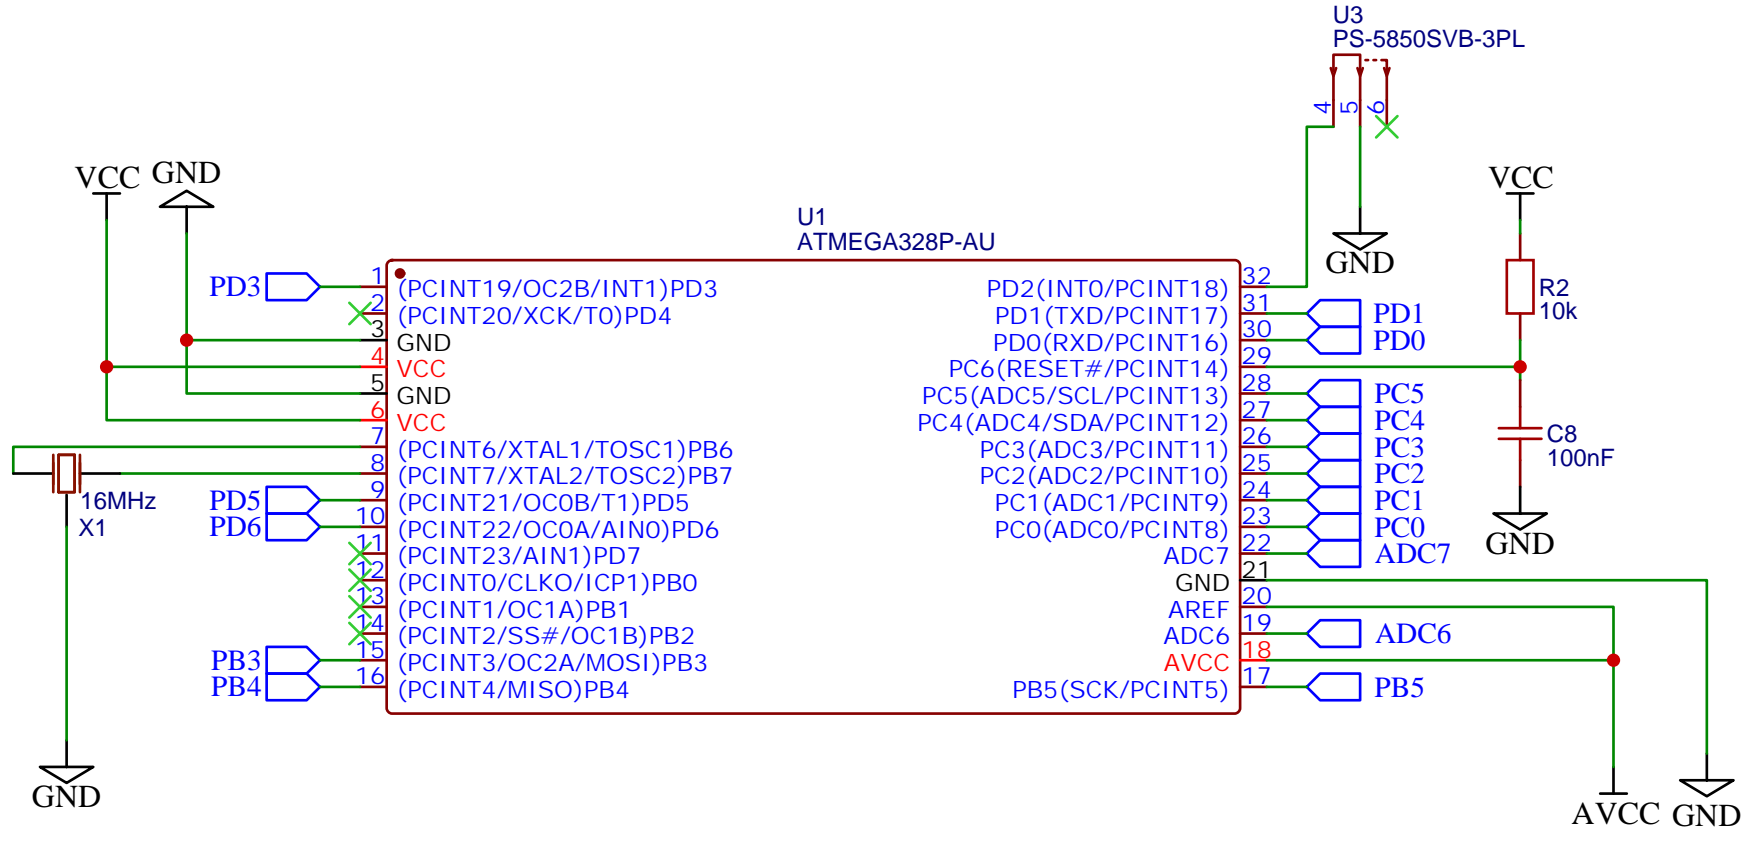 U3
PS-5850SVB-3PL
4
5
6
VCC
GND
VCC
U1
ATMEGA328P-AU
GND
PD3
1
(PCINT19/OC2B/INT1)PD3
2
(PCINT20/XCK/T0)PD4
3
GND
4
VCC
5
GND
6
VCC
7
(PCINT6/XTAL1/TOSC1)PB6
8
(PCINT7/XTAL2/TOSC2)PB7
16MHz
X1
PD5
9
(PCINT21/OC0B/T1)PD5
PD6
10
(PCINT22/OC0A/AIN0)PD6
11
(PCINT23/AIN1)PD7
12
(PCINT0/CLKO/ICP1)PB0
13
(PCINT1/OC1A)PB1
14
(PCINT2/SS#/OC1B)PB2
PB3
15
(PCINT3/OC2A/MOSI)PB3
PB4
16
(PCINT4/MISO)PB4
GND
PD2(INT0/PCINT18)
32
PD1(TXD/PCINT17)
31
PD1
PD0(RXD/PCINT16)
30
PD0
PC6(RESET#/PCINT14)
29
PC5(ADC5/SCL/PCINT13)
28
PC5
PC4(ADC4/SDA/PCINT12)
27
PC4
PC3(ADC3/PCINT11)
26
PC3
PC2(ADC2/PCINT10)
25
PC2
PC1(ADC1/PCINT9)
24
PC1
PC0(ADC0/PCINT8)
23
PC0
ADC7
22
ADC7
GND
21
AREF
20
ADC6
19
ADC6
AVCC
18
PB5(SCK/PCINT5)
17
PB5
R2
10k
C8
100nF
GND
AVCC
GND